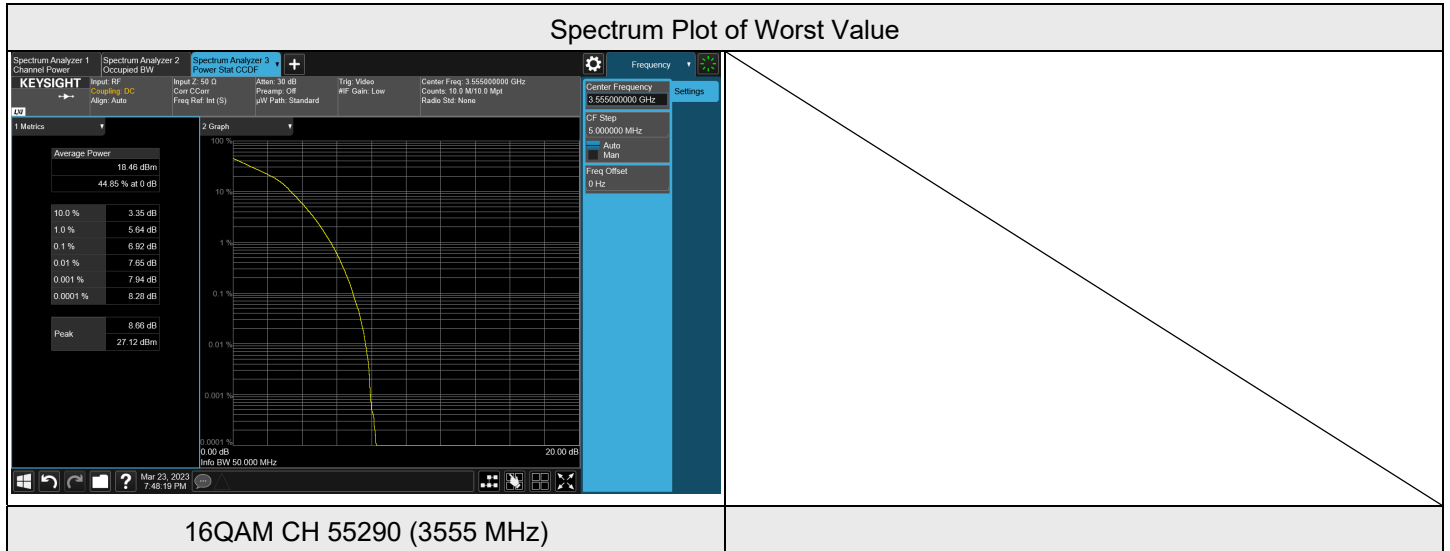 Spectrum Plot of Worst Value
Spectrum Analyzer 1
Channel Power
Spectrum Analyzer 2
Occupied BW
Spectrum Analyzer 3
Power Stat CCDF
Frequency
KEYSIGHT
LXI
Input: RF
Coupling: DC
Align: Auto
Input Z: 50 Ω
Corr CCorr
Freq Ref: Int (S)
Atten: 30 dB
Preamp: Off
µW Path: Standard
Trig: Video
#IF Gain: Low
Center Freq: 3.555000000 GHz
Counts: 10.0 M/10.0 Mpt
Radio Std: None
Center Frequency
3.555000000 GHz
Settings
CF Step
5.000000 MHz
Auto
Man
Freq Offset
0 Hz
1 Metrics
Average Power
18.46 dBm
44.85 % at 0 dB
10.0 % 3.35 dB
1.0 % 5.64 dB
0.1 % 6.92 dB
0.01 % 7.65 dB
0.001 % 7.94 dB
0.0001 % 8.28 dB
Peak
8.66 dB
27.12 dBm
2 Graph
100 %
10 %
1 %
0.1 %
0.01 %
0.001 %
0.0001 %
0.00 dB 20.00 dB
Info BW 50.000 MHz
Mar 23, 2023
7:48:19 PM
16QAM CH 55290 (3555 MHz)